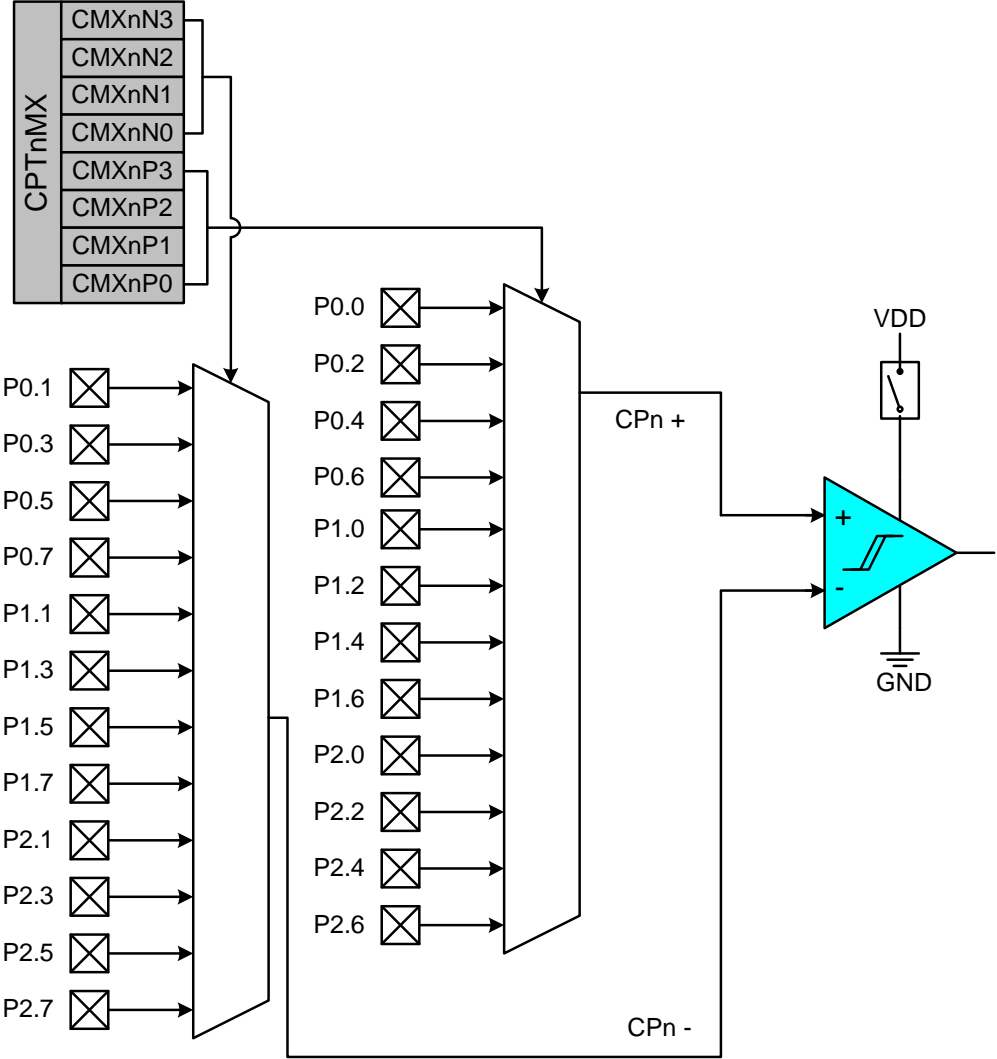 CPTnMX
CMXnN3
CMXnN2
CMXnN1
CMXnN0
CMXnP3
CMXnP2
CMXnP1
CMXnP0
P0.1
P0.3
P0.5
P0.7
P1.1
P1.3
P1.5
P1.7
P2.1
P2.3
P2.5
P2.7
P0.0
P0.2
P0.4
P0.6
P1.0
P1.2
P1.4
P1.6
P2.0
P2.2
P2.4
P2.6
CPn +
CPn -
VDD
+
-
GND